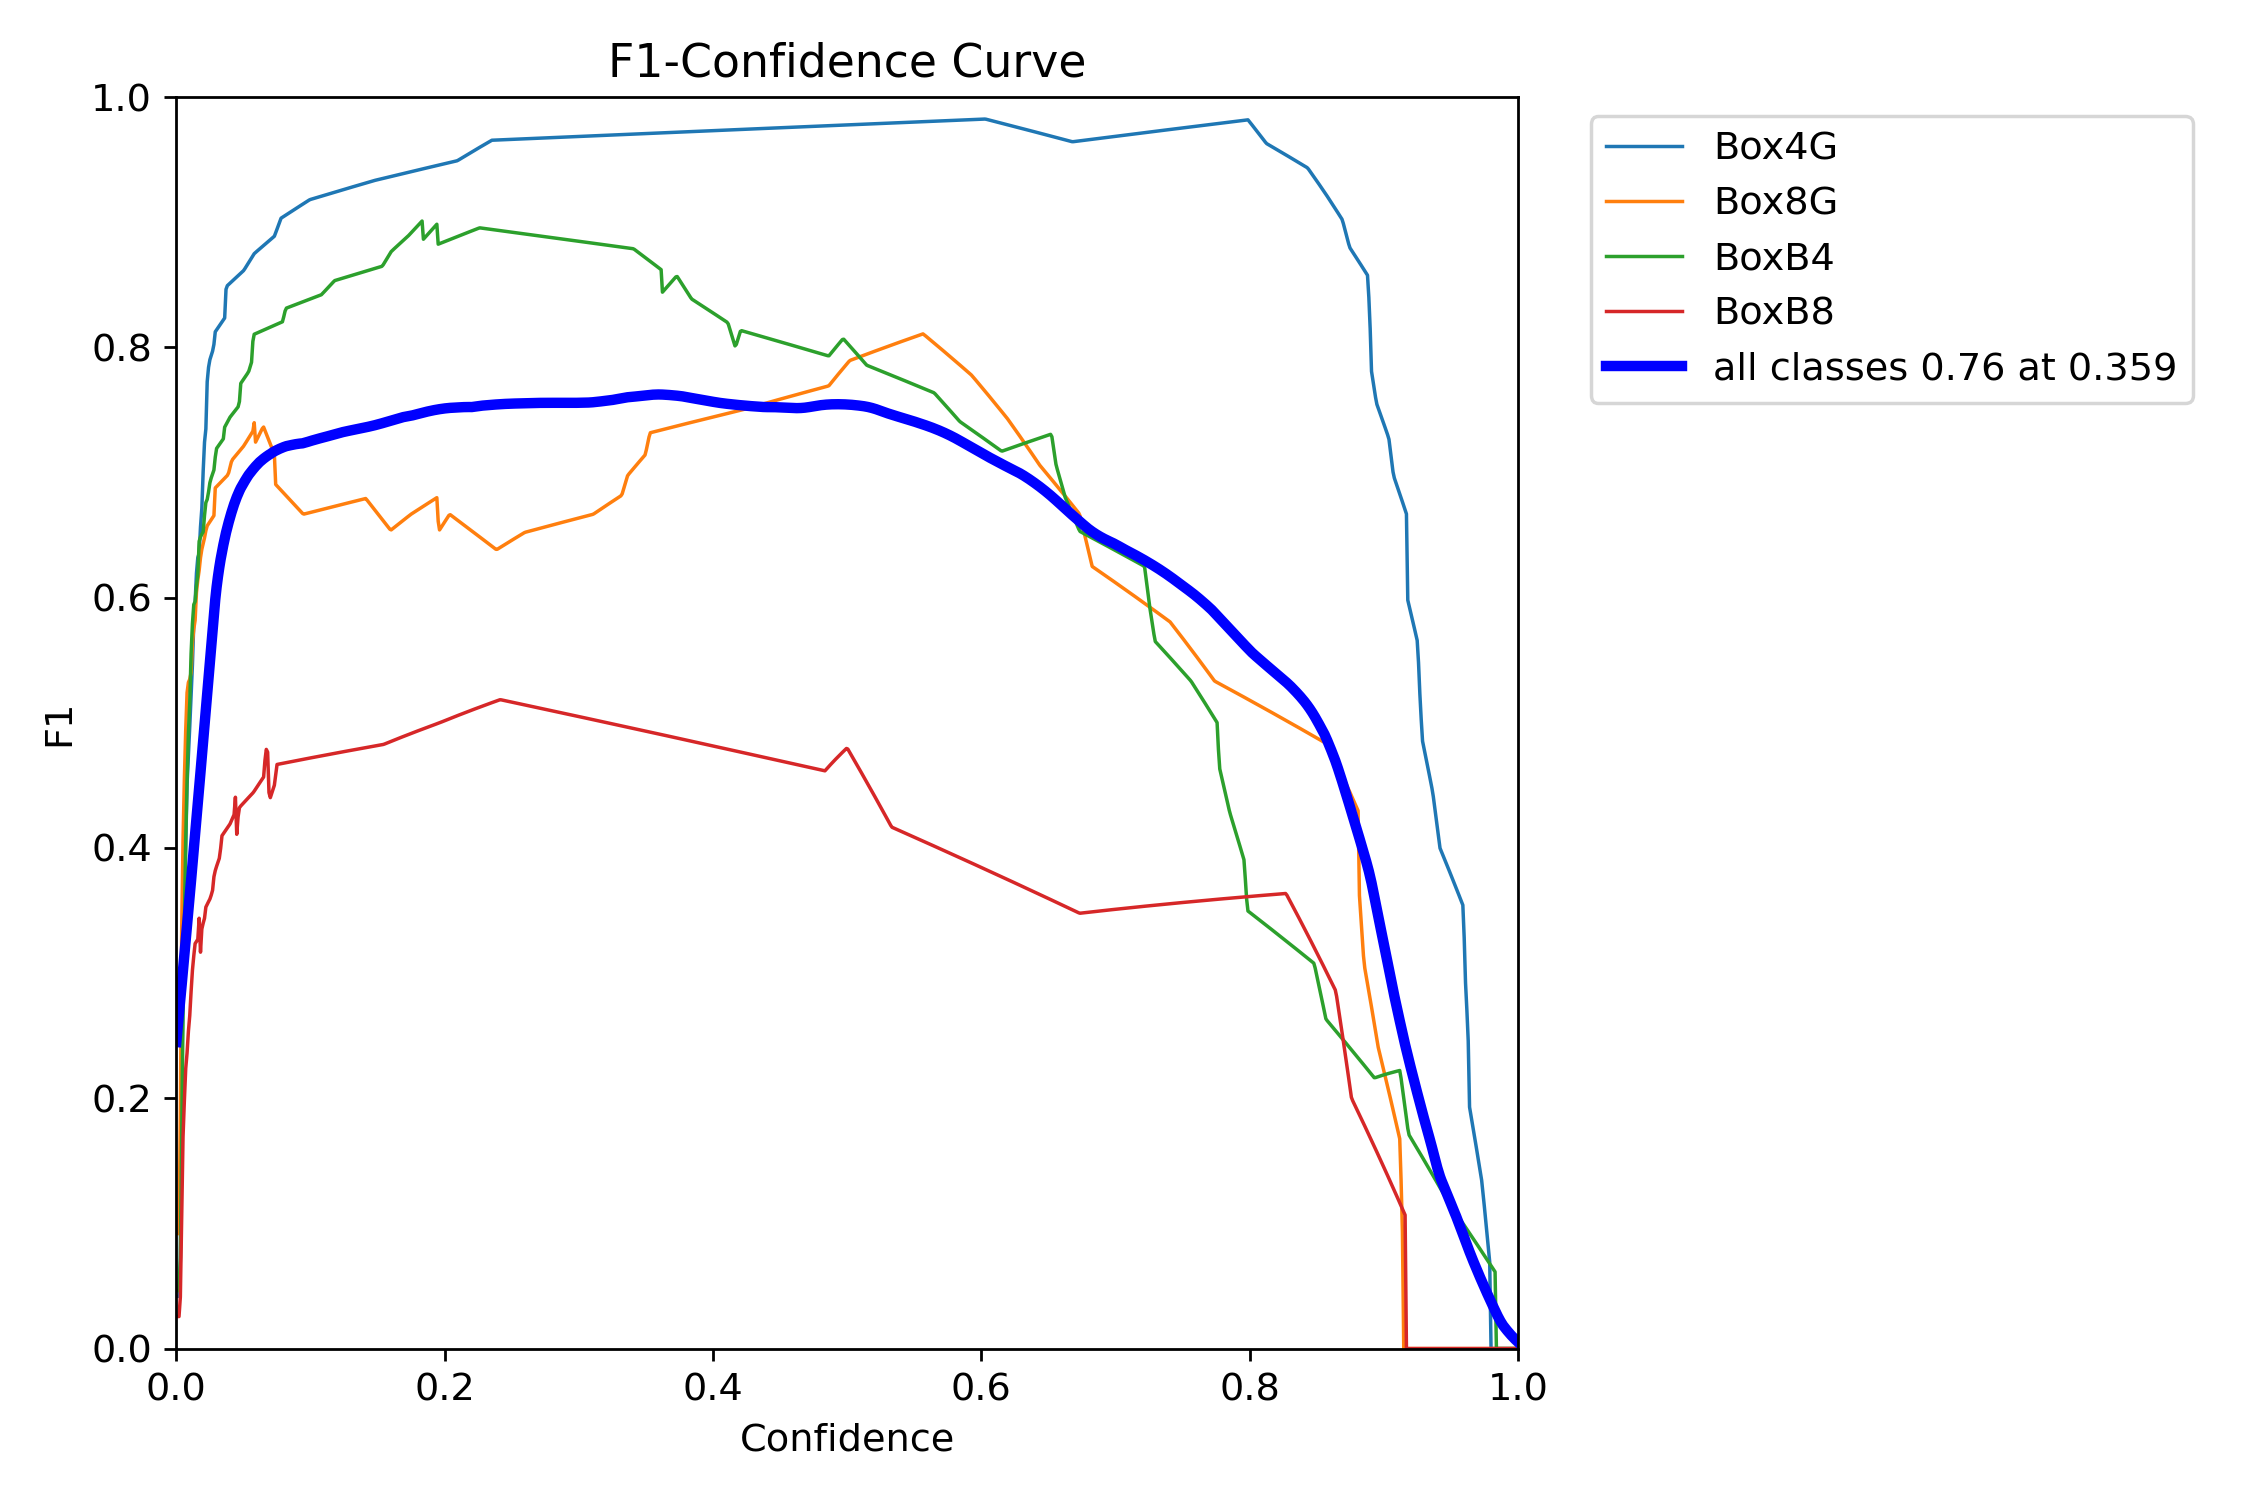 F1-Confidence Curve
1.0
0.8
0.6
0.4
0.2
0.0
F1
0.0 0.2 0.4 0.6 0.8 1.0
Confidence
Box4G
Box8G
BoxB4
BoxB8
all classes 0.76 at 0.359